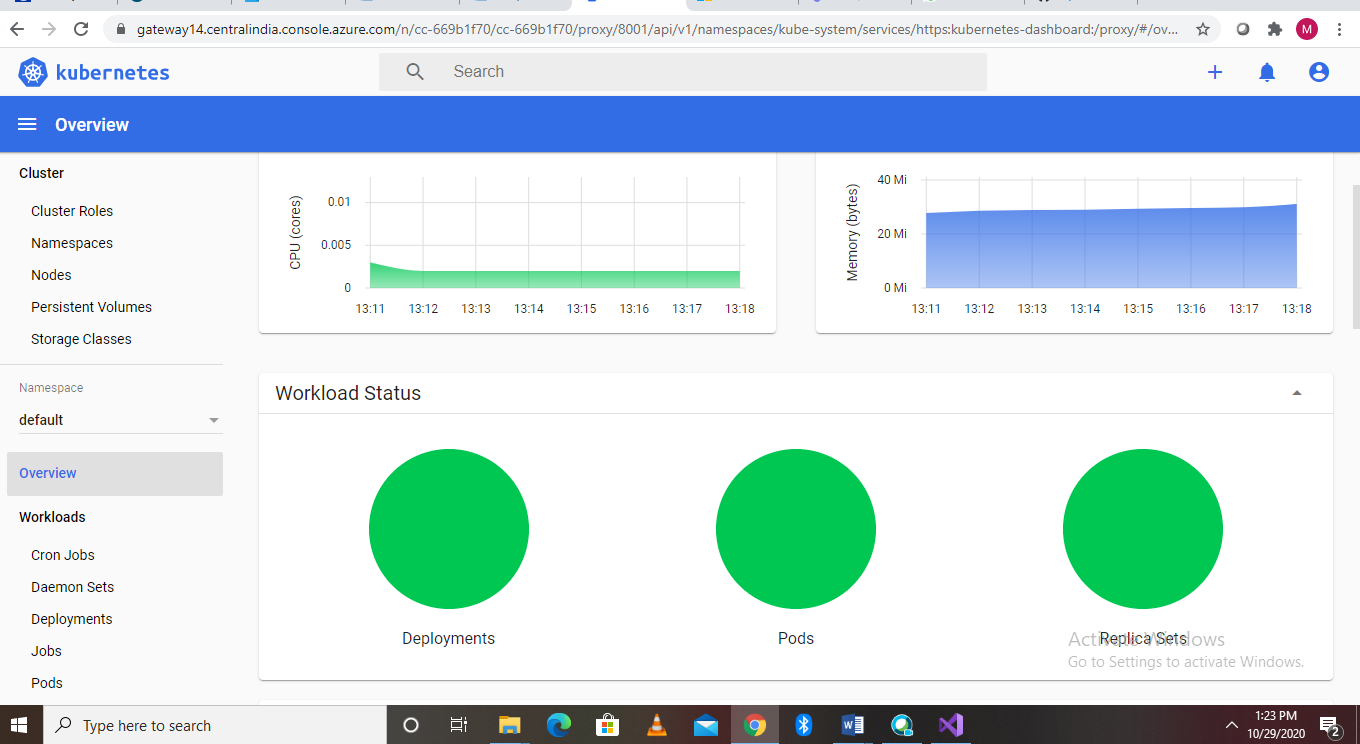 gateway14.centralindia.console.azure.com/n/cc-669b1f70/cc-669b1f70/proxy/8001/api/v1/namespaces/kube-system/services/https:kubernetes-dashboard:/proxy/#/ov...
M
kubernetes
Search
Overview
Cluster
Cluster Roles
Namespaces
Nodes
Persistent Volumes
Storage Classes
Namespace
default
Overview
Workloads
Cron Jobs
Daemon Sets
Deployments
Jobs
Pods
CPU (cores)
0.01
0.005
0
13:11 13:12 13:13 13:14 13:15 13:16 13:17 13:18
Memory (bytes)
40 Mi
20 Mi
0 Mi
13:11 13:12 13:13 13:14 13:15 13:16 13:17 13:18
Workload Status
Deployments
Pods
Replica Sets
Activate Windows
Go to Settings to activate Windows.
Type here to search
1:23 PM
10/29/2020
2